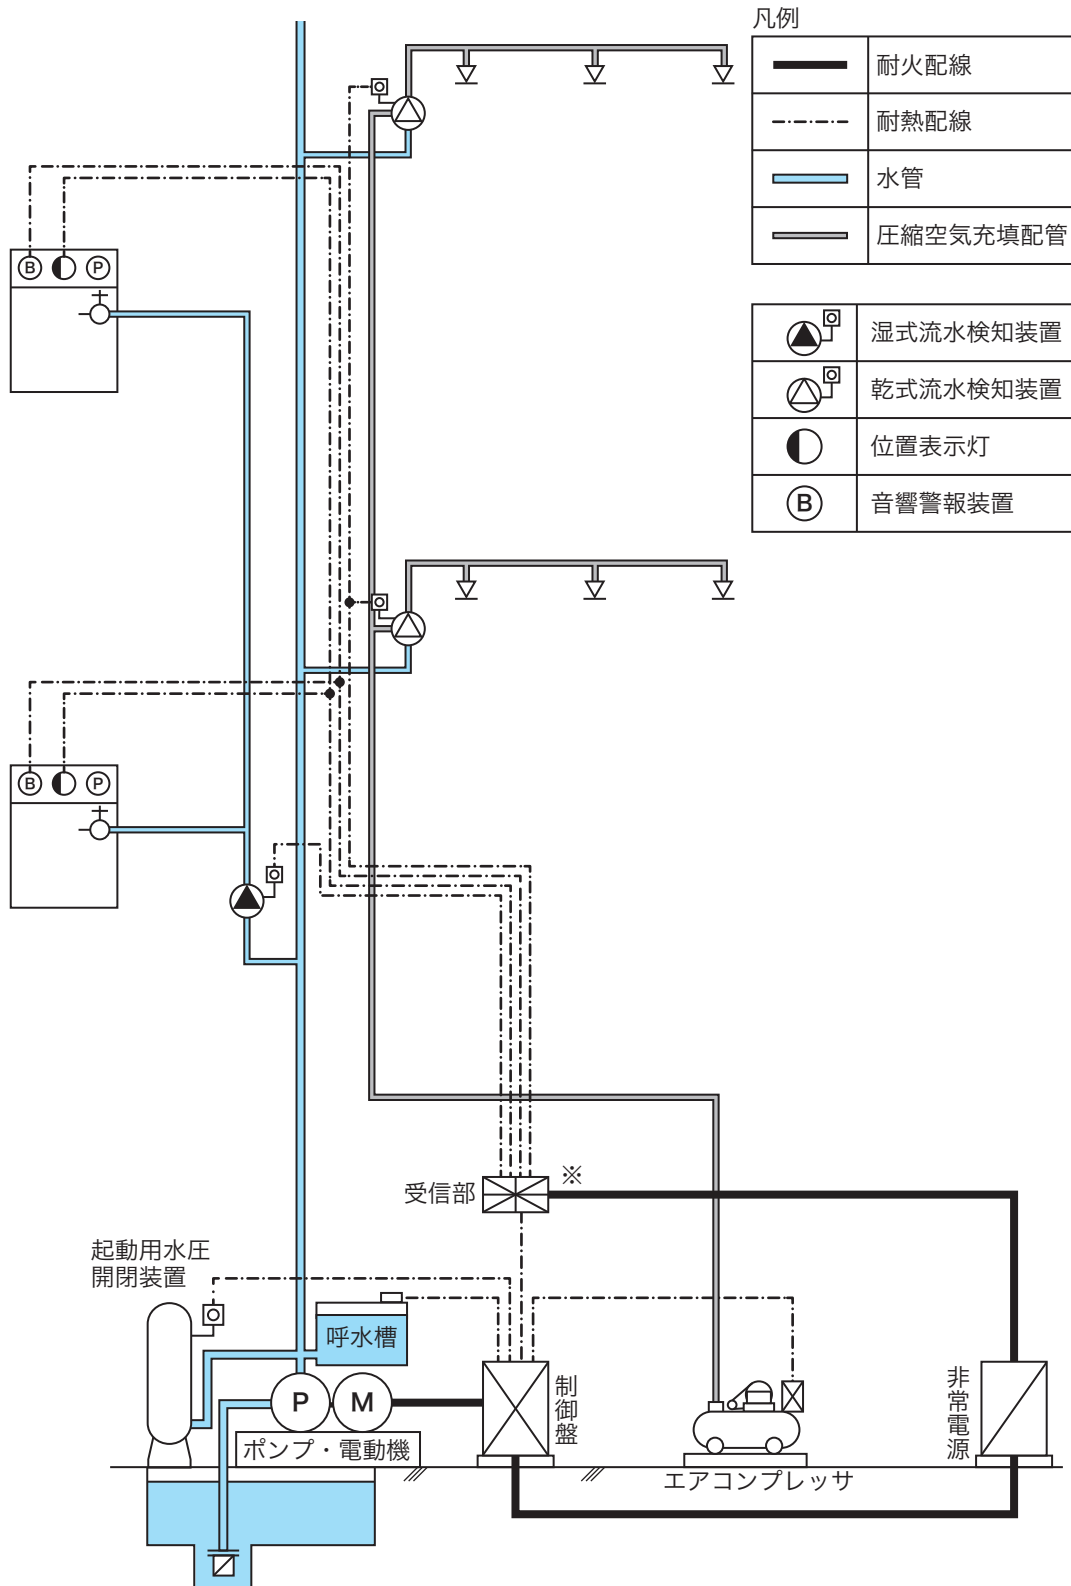 凡例
耐火配線
耐熱配線
水管
圧縮空気充填配管
湿式流水検知装置
乾式流水検知装置
位置表示灯
B
音響警報装置
B
P
B
P
受信部
※
起動用水圧
開閉装置
呼水槽
P
M
ポンプ・電動機
制御盤
エアコンプレッサ
非常電源